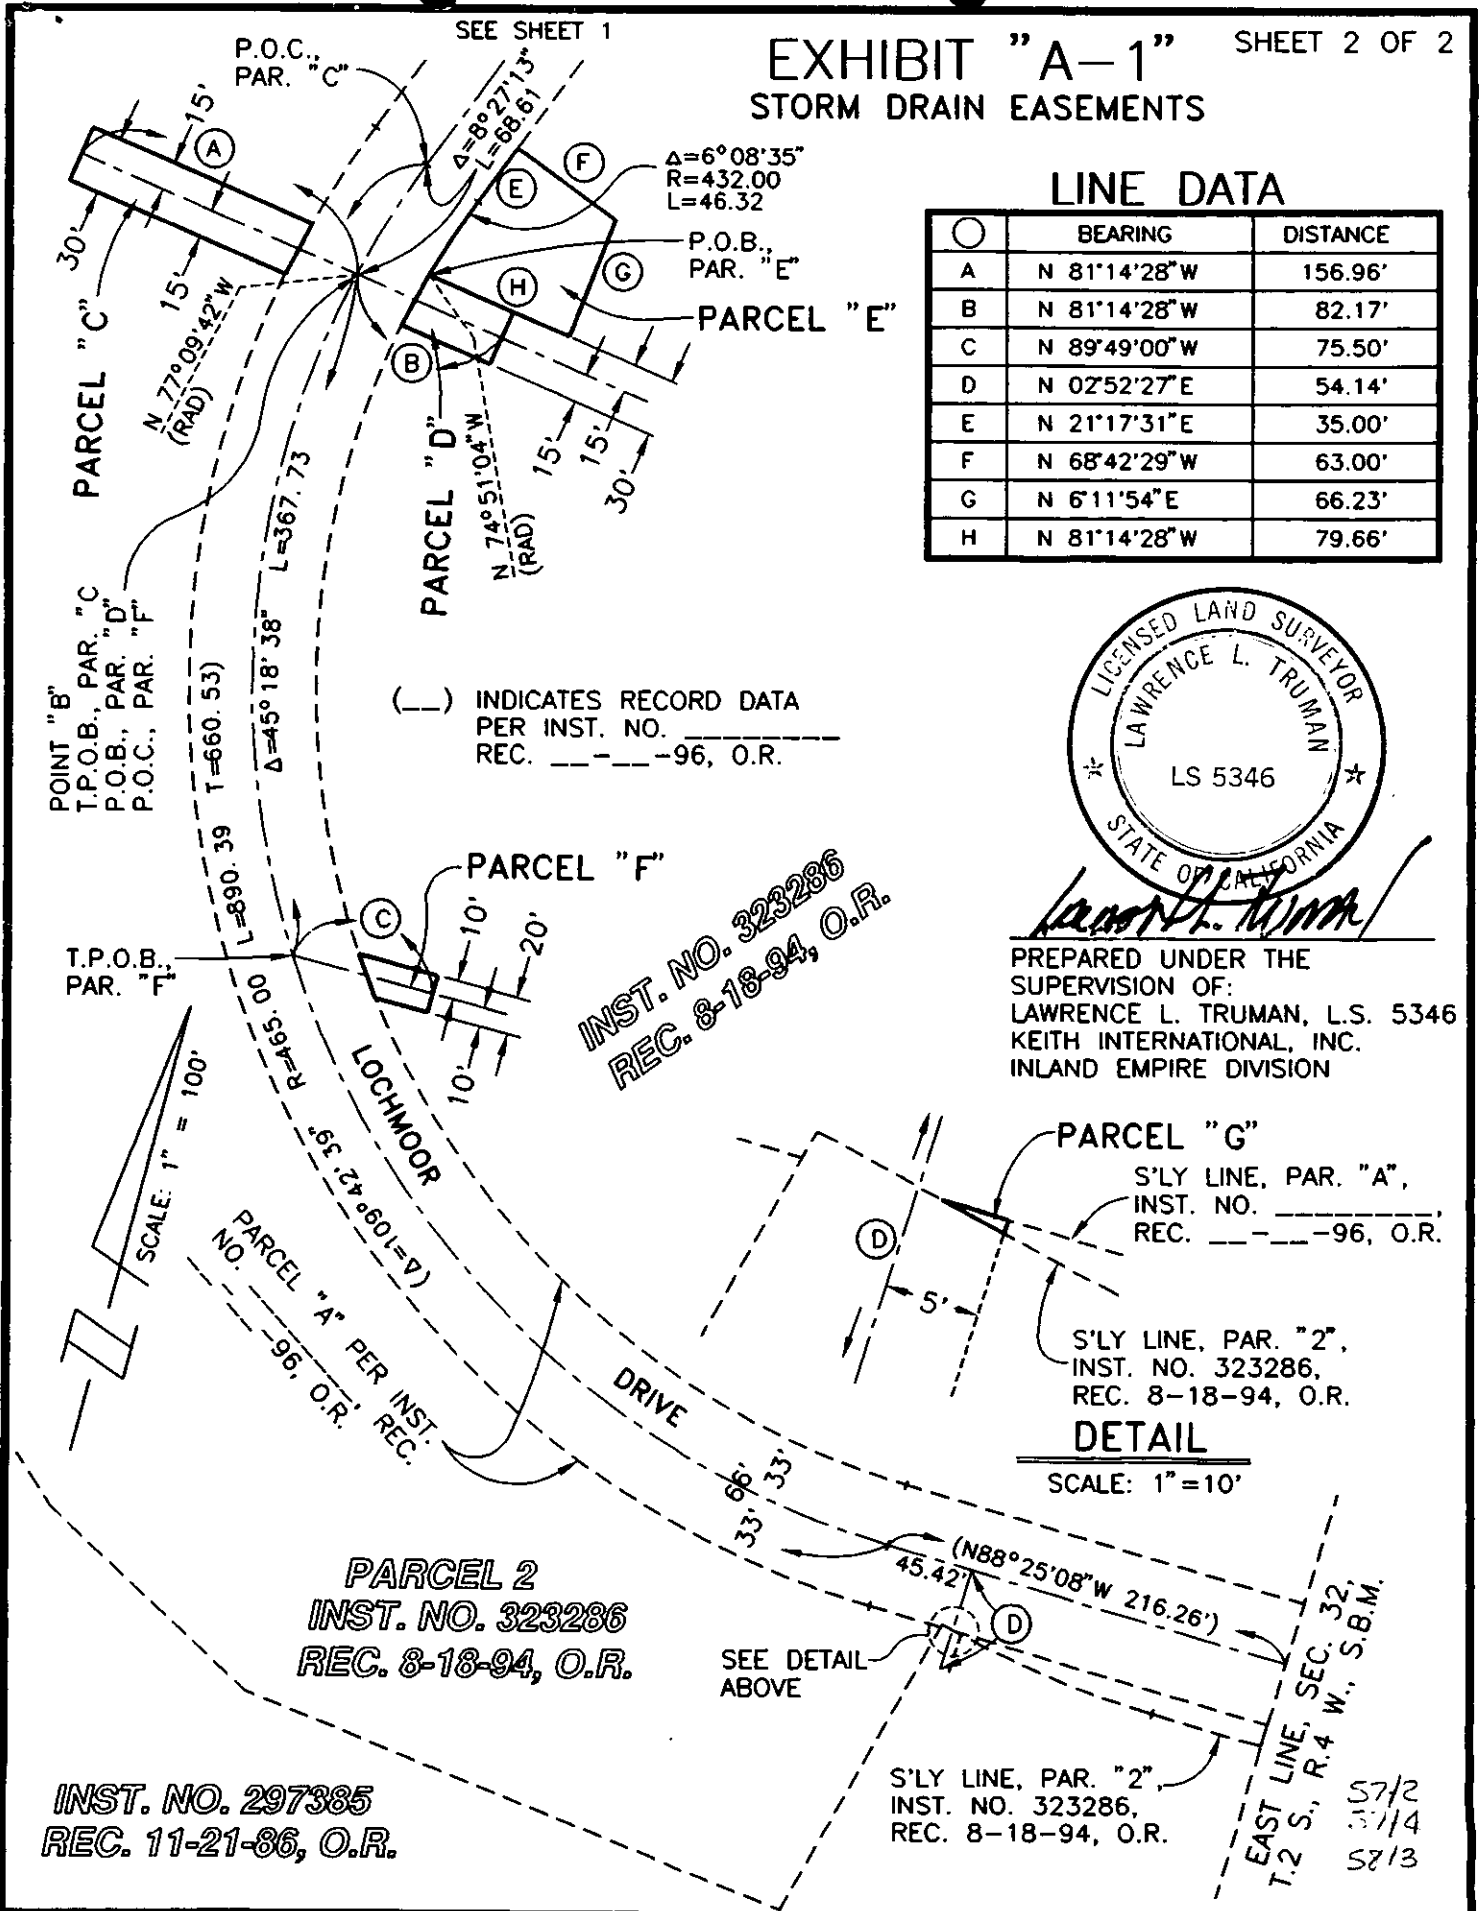 SEE SHEET 1
EXHIBIT "A-1"
SHEET 2 OF 2
STORM DRAIN EASEMENTS
P.O.C.,
PAR. "C"
15'
A
30'
15'
PARCEL "C"
N 77°09'42" W
(RAD)
Δ=8°27'13"
L=68.61
E
F
Δ=6°08'35"
R=432.00
L=46.32
P.O.B.,
PAR. "E"
G
H
PARCEL "E"
B
PARCEL "D"
N 74°51'04" W
(RAD)
15'
15'
30'
LINE DATA
BEARING DISTANCE
A N 81°14'28" W 156.96'
B N 81°14'28" W 82.17'
C N 89°49'00" W 75.50'
D N 02°52'27" E 54.14'
E N 21°17'31" E 35.00'
F N 68°42'29" W 63.00'
G N 6°11'54" E 66.23'
H N 81°14'28" W 79.66'
POINT "B"
T.P.O.B., PAR. "C
P.O.B., PAR. "D"
P.O.C., PAR. "F"
Δ=45°18'38" L=367.73
(Δ=109°42'39" R=465.00 L=890.39 T=660.53)
(__) INDICATES RECORD DATA
PER INST. NO. _________
REC. __-__-96, O.R.
LICENSED LAND SURVEYOR
LAWRENCE L. TRUMAN
LS 5346
STATE OF CALIFORNIA
PREPARED UNDER THE
SUPERVISION OF:
LAWRENCE L. TRUMAN, L.S. 5346
KEITH INTERNATIONAL, INC.
INLAND EMPIRE DIVISION
PARCEL "F"
C
10'
20'
10'
T.P.O.B.,
PAR. "F"
INST. NO. 323286
REC. 8-18-94, O.R.
SCALE: 1" = 100'
LOCHMOOR
DRIVE
PARCEL "A" PER INST.
NO. _________, REC.
__-__-96, O.R.
PARCEL "G"
S'LY LINE, PAR. "A",
INST. NO. _________,
REC. __-__-96, O.R.
D
5'
S'LY LINE, PAR. "2",
INST. NO. 323286,
REC. 8-18-94, O.R.
DETAIL
SCALE: 1"=10'
66'
33'
33'
45.42'
(N88°25'08"W 216.26')
D
SEE DETAIL
ABOVE
PARCEL 2
INST. NO. 323286
REC. 8-18-94, O.R.
S'LY LINE, PAR. "2",
INST. NO. 323286,
REC. 8-18-94, O.R.
EAST LINE, SEC. 32,
T.2 S., R.4 W., S.B.M.
INST. NO. 297385
REC. 11-21-86, O.R.
57/2
58/3